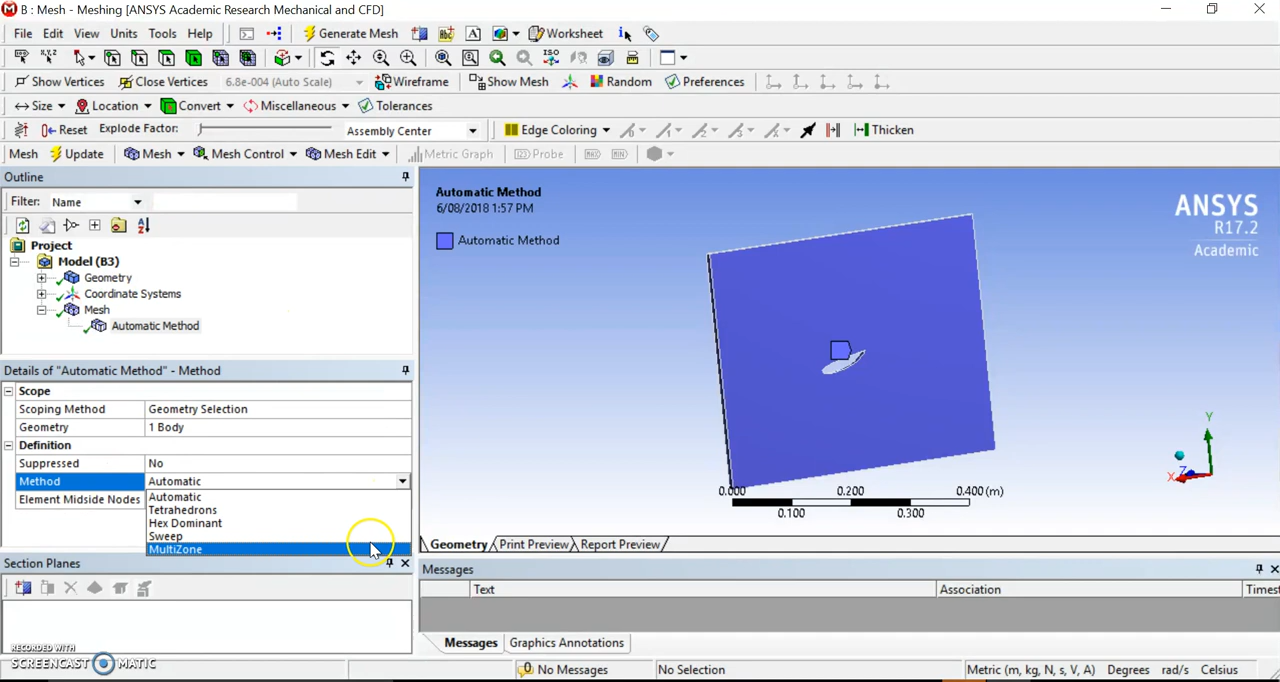 B : Mesh - Meshing [ANSYS Academic Research Mechanical and CFD]
File Edit View Units Tools Help Generate Mesh A Worksheet
ISO
Show Vertices Close Vertices 6.8e-004 (Auto Scale) Wireframe Show Mesh Random Preferences
Size Location Convert Miscellaneous Tolerances
Reset Explode Factor: Assembly Center Edge Coloring Thicken
Mesh Update Mesh Mesh Control Mesh Edit Metric Graph Probe MAX MIN
Outline
Filter: Name
Project
Model (B3)
Geometry
Coordinate Systems
Mesh
Automatic Method
Details of "Automatic Method" - Method
Scope
Scoping Method Geometry Selection
Geometry 1 Body
Definition
Suppressed No
Method Automatic
Element Midside Nodes
Automatic
Tetrahedrons
Hex Dominant
Sweep
MultiZone
Section Planes
RECORDED WITH
SCREENCAST MATIC
Automatic Method
6/08/2018 1:57 PM
Automatic Method
ANSYS
R17.2
Academic
0.000 0.200 0.400 (m)
0.100 0.300
Y
X Z
Geometry Print Preview Report Preview
Messages
Text Association Timest
Messages Graphics Annotations
No Messages No Selection Metric (m, kg, N, s, V, A) Degrees rad/s Celsius